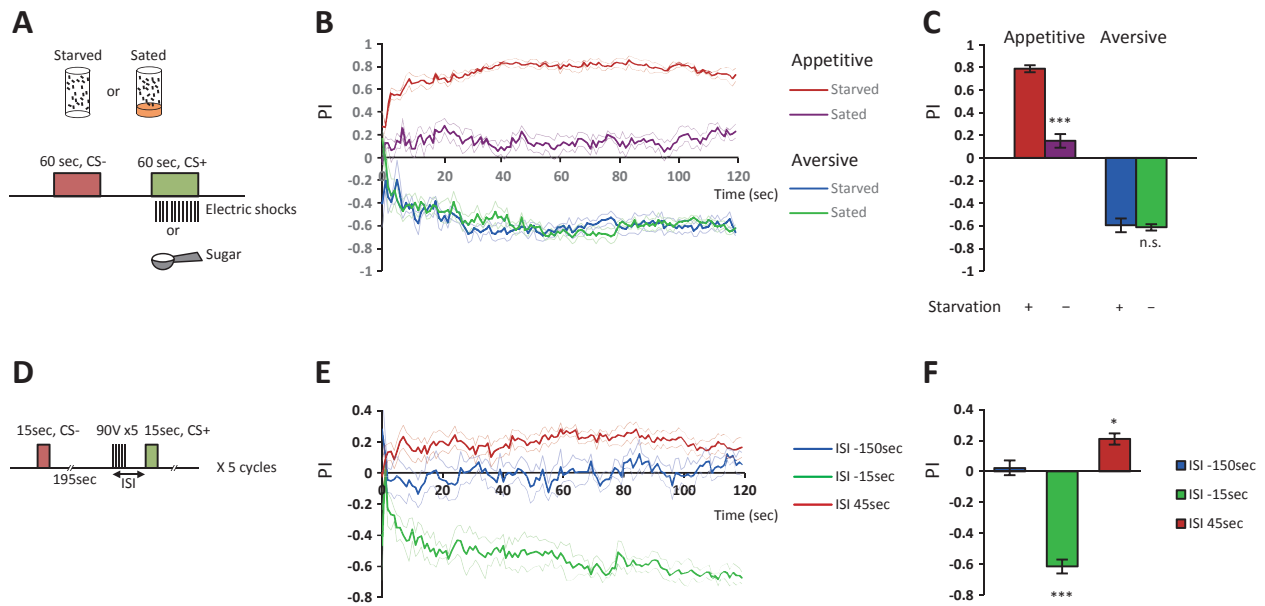 A
Starved
Sated
or
60 sec, CS-
60 sec, CS+
Electric shocks
or
Sugar
B
PI
1
0.8
0.6
0.4
0.2
0
-0.2
-0.4
-0.6
-0.8
-1
0 20 40 60 80 100 120
Time (sec)
Appetitive
Starved
Sated
Aversive
Starved
Sated
C
Appetitive Aversive
PI
1
0.8
0.6
0.4
0.2
0
-0.2
-0.4
-0.6
-0.8
-1
***
n.s.
Starvation + − + −
D
15sec, CS- 90V x5 15sec, CS+
195sec
ISI
X 5 cycles
E
PI
0.4
0.2
0
-0.2
-0.4
-0.6
-0.8
0 20 40 60 80 100 120
Time (sec)
ISI -150sec
ISI -15sec
ISI 45sec
F
PI
0.4
0.2
0
-0.2
-0.4
-0.6
-0.8
*
***
ISI -150sec
ISI -15sec
ISI 45sec